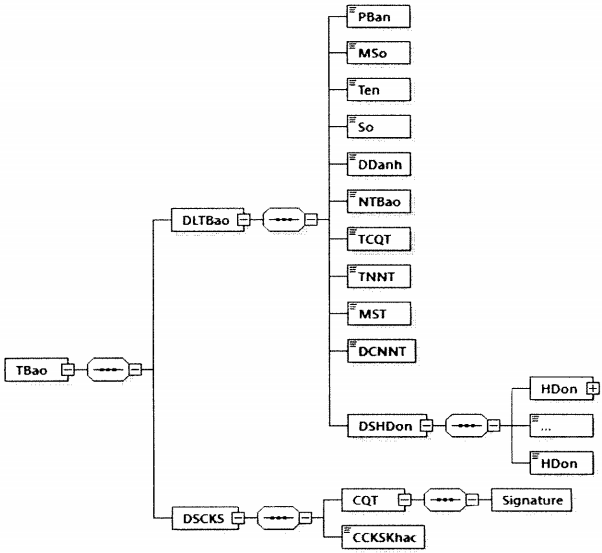 PBan
MSo
Ten
So
DDanh
NTBao
DLTBao
TCQT
TNNT
MST
DCNNT
TBao
HDon
DSHDon
...
HDon
CQT
Signature
DSCKS
CCKSKhac